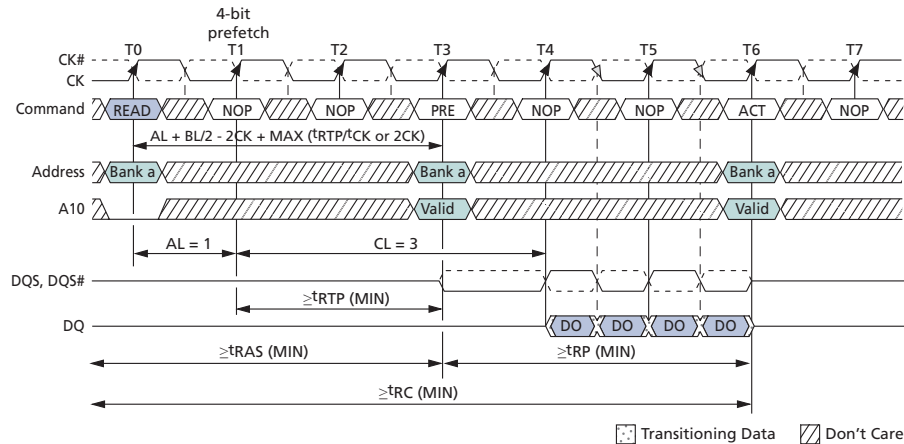 4-bit
prefetch
T0 T1 T2 T3 T4 T5 T6 T7
CK#
CK
Command READ NOP NOP PRE NOP NOP ACT NOP
AL + BL/2 - 2CK + MAX (tRTP/tCK or 2CK)
Address Bank a Bank a Bank a
A10 Valid Valid
AL = 1 CL = 3
DQS, DQS#
≥tRTP (MIN)
DQ DO DO DO DO
≥tRAS (MIN) ≥tRP (MIN)
≥tRC (MIN)
Transitioning Data Don't Care